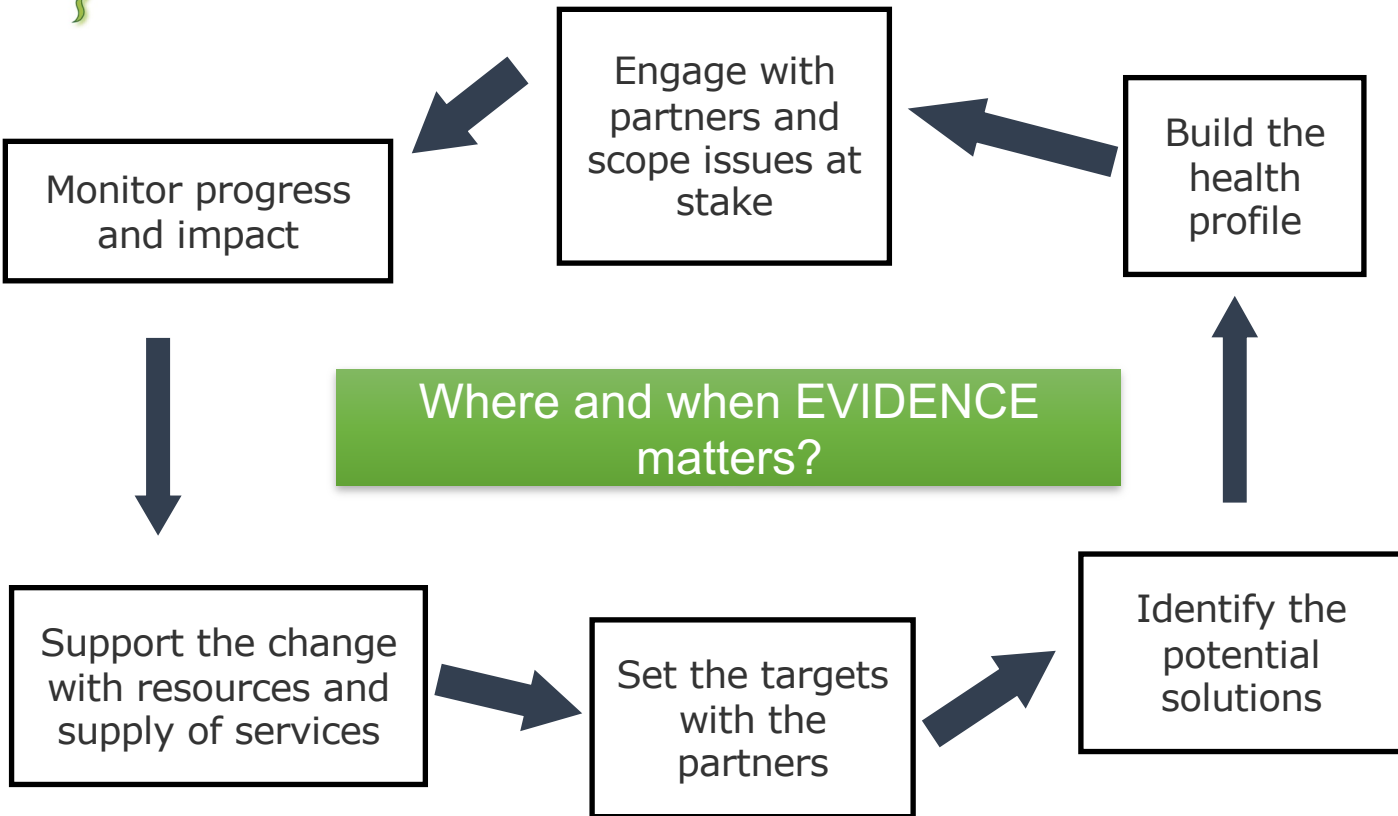 Engage with
partners and
scope issues at
stake
Build the
health
profile
Monitor progress
and impact
Where and when EVIDENCE
matters?
Support the change
with resources and
supply of services
Set the targets
with the
partners
Identify the
potential
solutions